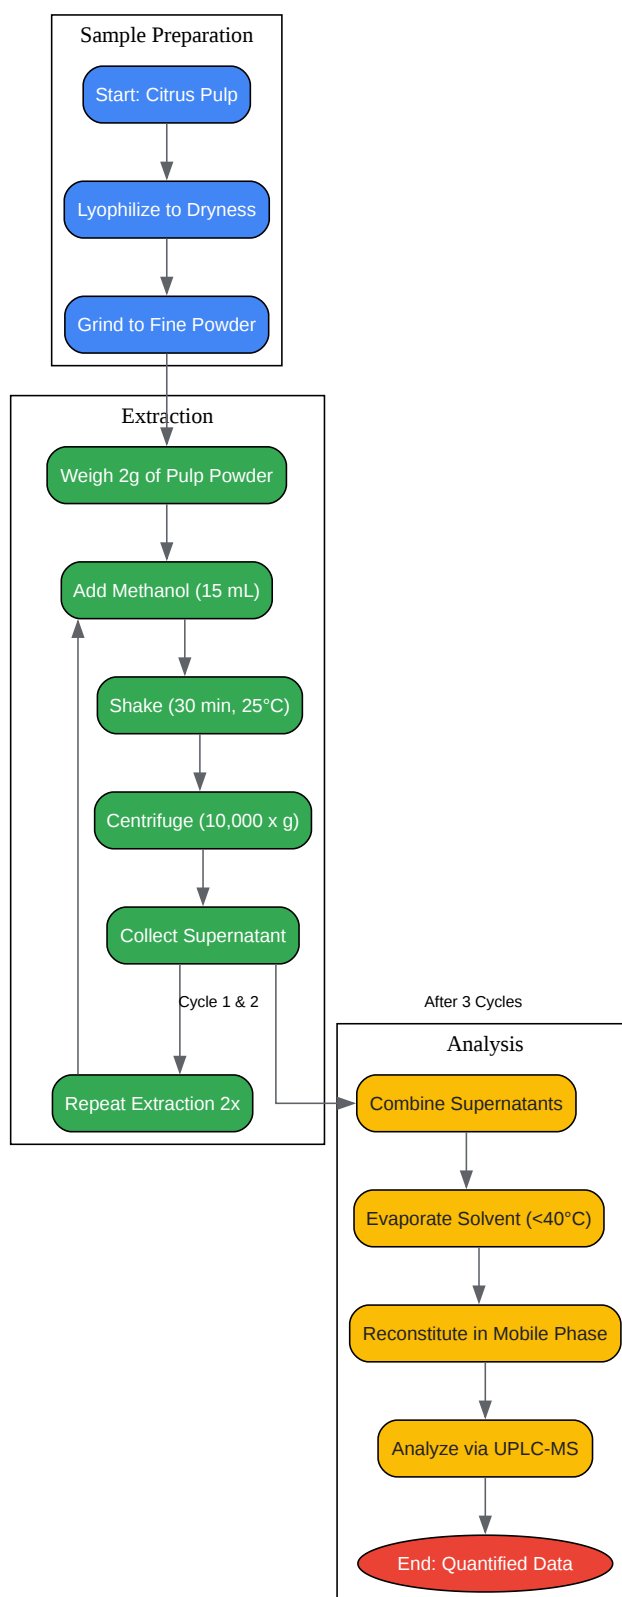 Sample Preparation
Start: Citrus Pulp
Lyophilize to Dryness
Grind to Fine Powder
Extraction
Weigh 2g of Pulp Powder
Add Methanol (15 mL)
Shake (30 min, 25°C)
Centrifuge (10,000 x g)
Collect Supernatant
Cycle 1 & 2
After 3 Cycles
Repeat Extraction 2x
Analysis
Combine Supernatants
Evaporate Solvent (<40°C)
Reconstitute in Mobile Phase
Analyze via UPLC-MS
End: Quantified Data